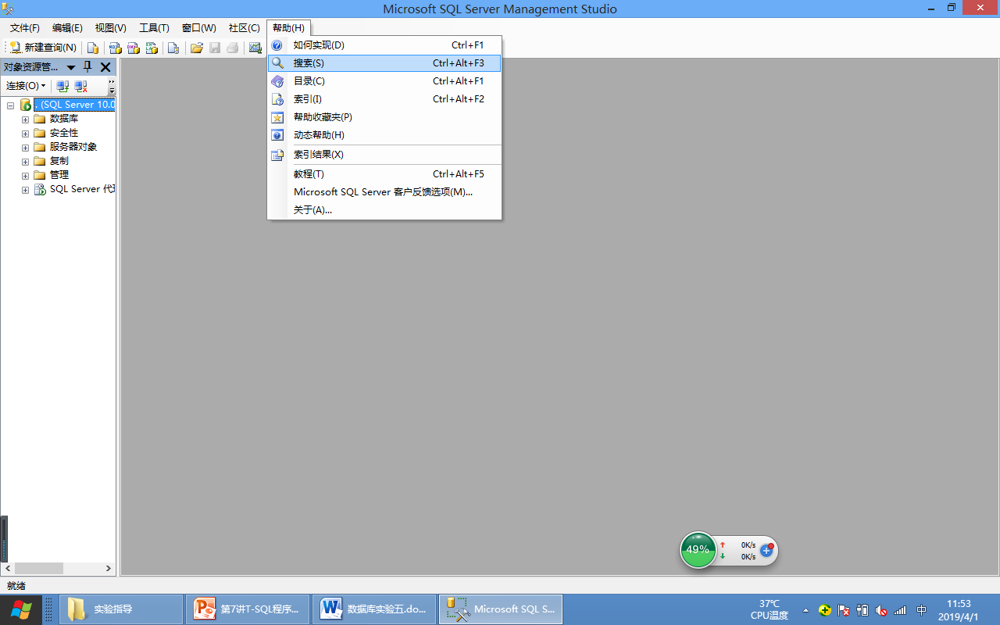 Microsoft SQL Server Management Studio
文件(F) 编辑(E) 视图(V) 工具(T) 窗口(W) 社区(C) 帮助(H)
新建查询(N)
对象资源管...
连接(O)
. (SQL Server 10.0
数据库
安全性
服务器对象
复制
管理
SQL Server 代理
如何实现(D) Ctrl+F1
搜索(S) Ctrl+Alt+F3
目录(C) Ctrl+Alt+F1
索引(I) Ctrl+Alt+F2
帮助收藏夹(P)
动态帮助(H)
索引结果(X)
教程(T) Ctrl+Alt+F5
Microsoft SQL Server 客户反馈选项(M)...
关于(A)...
49%
0K/s
0K/s
就绪
实验指导
第7讲T-SQL程序...
数据库实验五.do...
Microsoft SQL S...
37℃
CPU温度
中
11:53
2019/4/1